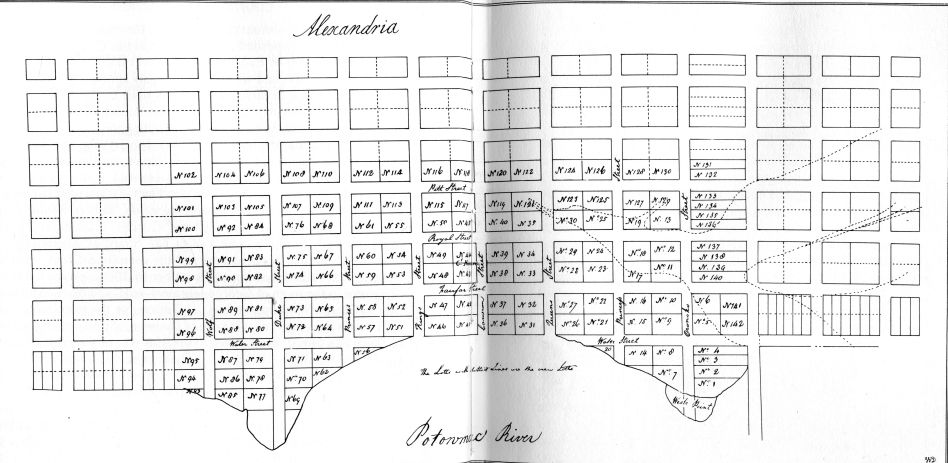 Alexandria
Nº 131
Nº 102 Nº 104 Nº 106 Nº 108 Nº 110 Nº 112 Nº 114 Nº 116 Nº 118 Nº 120 Nº 122 Nº 124 Nº 126 Street Nº 128 Nº 130 Nº 132
Pitt Street
Nº 133
Nº 101 Nº 103 Nº 105 Nº 107 Nº 109 Nº 111 Nº 113 Nº 115 Nº 119 Nº 121 Nº 123 Nº 125 Nº 127 Nº 129 Street Nº 134
Nº 135
Nº 100 Nº 92 Nº 84 Nº 76 Nº 68 Nº 61 Nº 55 Nº 50 Nº 45 Nº 40 Nº 35 Nº 30 Nº 25 Nº 19 Nº 13 Nº 136
Royal Street
Nº 137
Nº 99 Nº 91 Nº 83 Nº 75 Nº 67 Nº 60 Nº 54 Nº 49 Nº 44 Nº 39 Nº 34 Nº 29 Nº 24 Nº 18 Nº 12 Nº 138
Street Street Street Street Street Street
Nº 139
Nº 98 Nº 90 Nº 82 Nº 74 Nº 66 Nº 59 Nº 53 Nº 48 Nº 43 Nº 38 Nº 33 Nº 28 Nº 23 Nº 17 Nº 11 Nº 140
Fairfax Street
Nº 97 Nº 89 Nº 81 Nº 73 Nº 65 Nº 58 Nº 52 Nº 47 Nº 42 Nº 37 Nº 32 Nº 27 Nº 22 Nº 16 Nº 10 Nº 6 Nº 141
Wolf Duke Princes Kings Cameron Queens Princess Oronoko
Nº 96 Nº 88 Nº 80 Nº 72 Nº 64 Nº 57 Nº 51 Nº 46 Nº 41 Nº 36 Nº 31 Nº 26 Nº 21 Nº 15 Nº 9 Nº 5 Nº 142
Water Street Water Street
Nº 95 Nº 87 Nº 79 Nº 71 Nº 63 20 Nº 14 Nº 8 Nº 4
Nº 3
Nº 94 Nº 86 Nº 78 Nº 70 Nº 62 Nº 7 Nº 2
Nº 85 Nº 77 Nº 69 Nº 1
The Lotts with dotted Lines are the new Lotts
West Point
Potowmac River